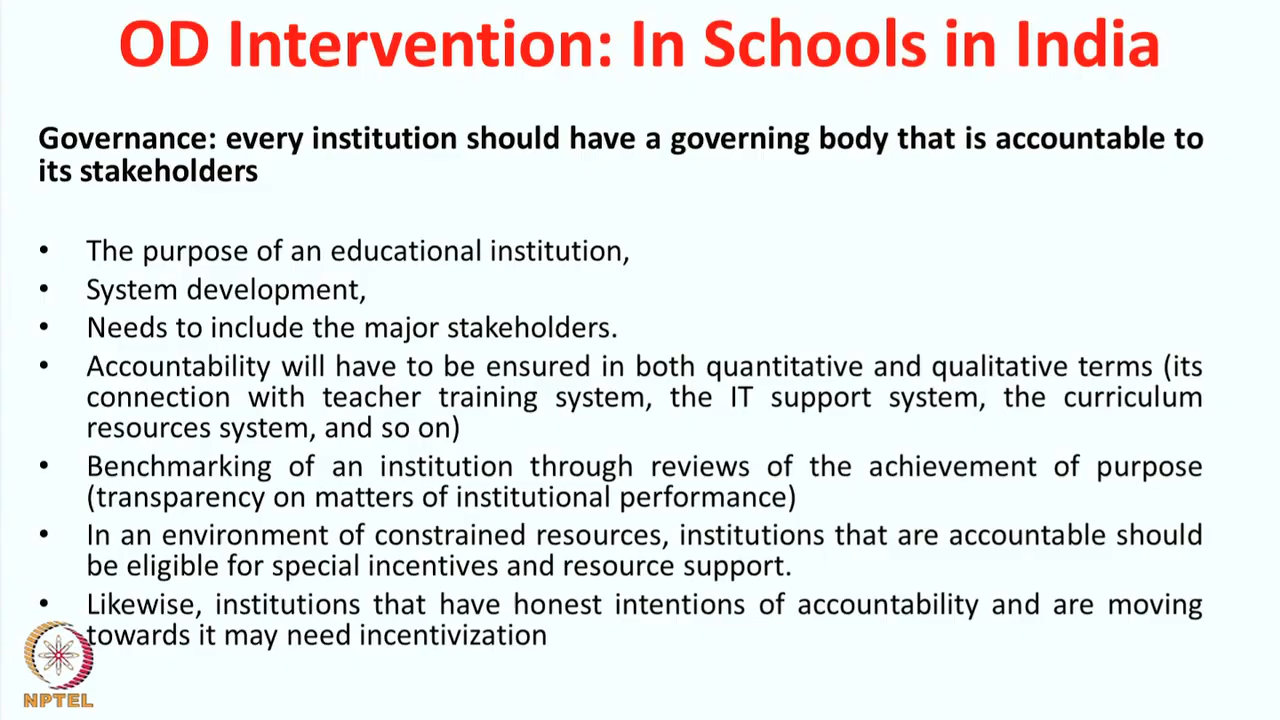 OD Intervention: In Schools in India
Governance: every institution should have a governing body that is accountable to
its stakeholders
• The purpose of an educational institution,
• System development,
• Needs to include the major stakeholders.
• Accountability will have to be ensured in both quantitative and qualitative terms (its
connection with teacher training system, the IT support system, the curriculum
resources system, and so on)
• Benchmarking of an institution through reviews of the achievement of purpose
(transparency on matters of institutional performance)
• In an environment of constrained resources, institutions that are accountable should
be eligible for special incentives and resource support.
• Likewise, institutions that have honest intentions of accountability and are moving
towards it may need incentivization
NPTEL